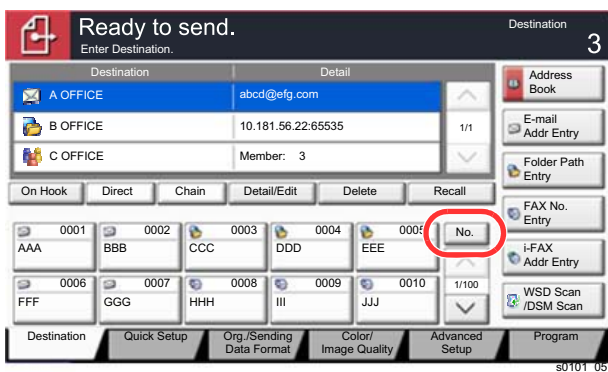 Ready to send.
Enter Destination.
Destination
3
Destination Detail
A OFFICE abcd@efg.com
B OFFICE 10.181.56.22:65535 1/1
C OFFICE Member: 3
On Hook Direct Chain Detail/Edit Delete Recall
0001 0002 0003 0004 0005 No.
AAA BBB CCC DDD EEE
0006 0007 0008 0009 0010 1/100
FFF GGG HHH III JJJ
Address
Book
E-mail
Addr Entry
Folder Path
Entry
FAX No.
Entry
i-FAX
Addr Entry
WSD Scan
/DSM Scan
Destination
Quick Setup
Org./Sending
Data Format
Color/
Image Quality
Advanced
Setup
Program
s0101_05